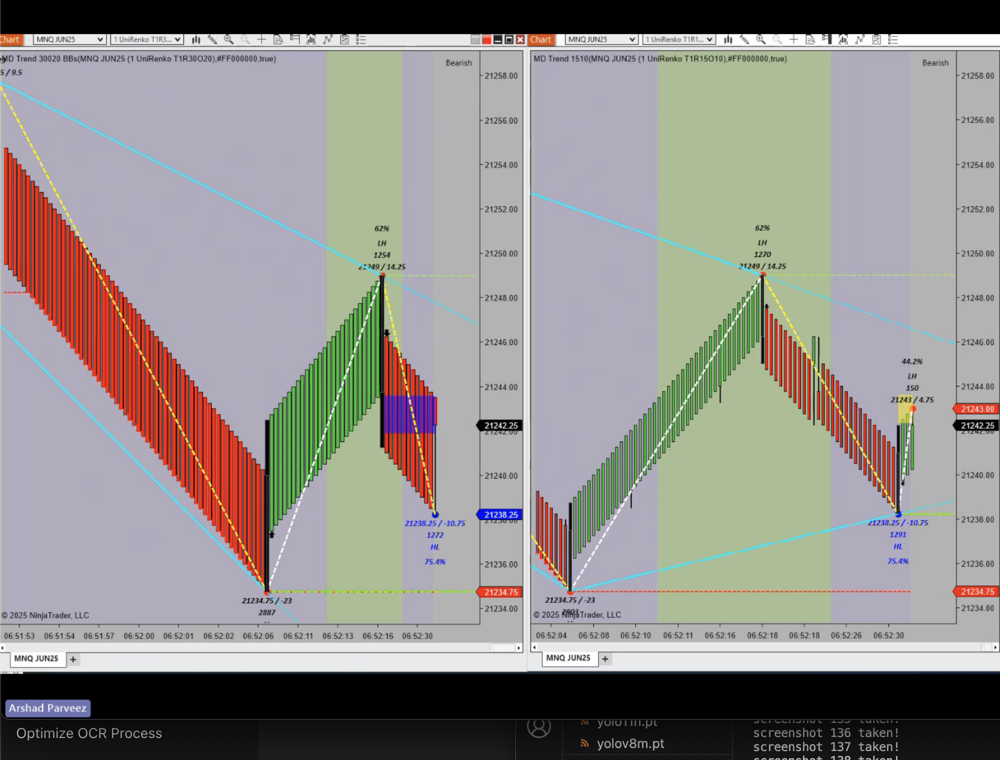 Chart
MNQ JUN25
1 UniRenko T1R3...
MD Trend 30020 BBs(MNQ JUN25 (1 UniRenko T1R30O20),#FF000000,true)
Bearish
5 / 9.5
62%
LH
1254
21249 / 14.25
21234.75 / -23
2887
21238.25 / -10.75
1272
HL
75.4%
21258.00
21256.00
21254.00
21252.00
21250.00
21248.00
21246.00
21244.00
21242.25
21240.00
21238.25
21236.00
21234.75
21234.00
© 2025 NinjaTrader, LLC
06:51:53
06:51:54
06:51:57
06:52:00
06:52:01
06:52:02
06:52:06
06:52:11
06:52:13
06:52:16
06:52:30
MNQ JUN25
+
Chart
MNQ JUN25
1 UniRenko T1R1...
MD Trend 1510(MNQ JUN25 (1 UniRenko T1R15O10),#FF000000,true)
Bearish
62%
LH
1270
21249 / 14.25
44.2%
LH
150
21243 / 4.75
21238.25 / -10.75
1291
HL
75.4%
21234.75 / -23
21258.00
21256.00
21254.00
21252.00
21250.00
21248.00
21246.00
21244.00
21243.00
21242.25
21240.00
21238.00
21236.00
21234.75
21234.00
© 2025 NinjaTrader, LLC
06:52:04
06:52:08
06:52:10
06:52:11
06:52:16
06:52:18
06:52:18
06:52:26
06:52:30
MNQ JUN25
+
Arshad Parveez
Optimize OCR Process
yolo11n.pt
yolov8m.pt
screenshot 135 taken!
screenshot 136 taken!
screenshot 137 taken!
screenshot 138 taken!